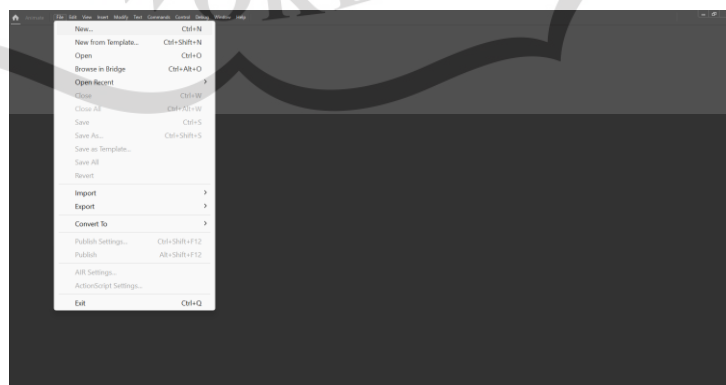 Animate File Edit View Insert Modify Text Commands Control Debug Window Help
New... Ctrl+N
New from Template... Ctrl+Shift+N
Open Ctrl+O
Browse in Bridge Ctrl+Alt+O
Open Recent
Close Ctrl+W
Close All Ctrl+Alt+W
Save Ctrl+S
Save As... Ctrl+Shift+S
Save as Template...
Save All
Revert
Import
Export
Convert To
Publish Settings... Ctrl+Shift+F12
Publish Alt+Shift+F12
AIR Settings...
ActionScript Settings...
Exit Ctrl+Q